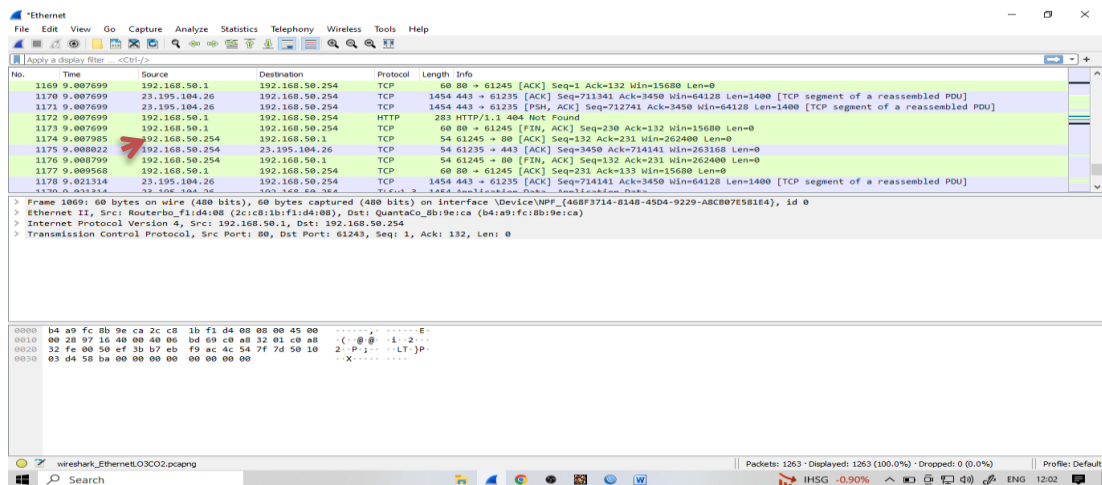 *Ethernet
File Edit View Go Capture Analyze Statistics Telephony Wireless Tools Help
Apply a display filter ... <Ctrl-/>
No. Time Source Destination Protocol Length Info
1169 9.007699 192.168.50.1 192.168.50.254 TCP 60 80 → 61245 [ACK] Seq=1 Ack=132 Win=15680 Len=0
1170 9.007699 23.195.104.26 192.168.50.254 TCP 1454 443 → 61235 [ACK] Seq=711341 Ack=3450 Win=64128 Len=1400 [TCP segment of a reassembled PDU]
1171 9.007699 23.195.104.26 192.168.50.254 TCP 1454 443 → 61235 [PSH, ACK] Seq=712741 Ack=3450 Win=64128 Len=1400 [TCP segment of a reassembled PDU]
1172 9.007699 192.168.50.1 192.168.50.254 HTTP 283 HTTP/1.1 404 Not Found
1173 9.007699 192.168.50.1 192.168.50.254 TCP 60 80 → 61245 [FIN, ACK] Seq=230 Ack=132 Win=15680 Len=0
1174 9.007985 192.168.50.254 192.168.50.1 TCP 54 61245 → 80 [ACK] Seq=132 Ack=231 Win=262400 Len=0
1175 9.008022 192.168.50.254 23.195.104.26 TCP 54 61235 → 443 [ACK] Seq=3450 Ack=714141 Win=263168 Len=0
1176 9.008799 192.168.50.254 192.168.50.1 TCP 54 61245 → 80 [FIN, ACK] Seq=132 Ack=231 Win=262400 Len=0
1177 9.009568 192.168.50.1 192.168.50.254 TCP 60 80 → 61245 [ACK] Seq=231 Ack=133 Win=15680 Len=0
1178 9.021314 23.195.104.26 192.168.50.254 TCP 1454 443 → 61235 [ACK] Seq=714141 Ack=3450 Win=64128 Len=1400 [TCP segment of a reassembled PDU]
1179 9.021314 23.195.104.26 192.168.50.254 TLSv1.3 1454 Application Data, Application Data
> Frame 1069: 60 bytes on wire (480 bits), 60 bytes captured (480 bits) on interface \Device\NPF_{468F3714-8148-45D4-9229-A8CB07E581E4}, id 0
> Ethernet II, Src: Routerbo_f1:d4:08 (2c:c8:1b:f1:d4:08), Dst: QuantaCo_8b:9e:ca (b4:a9:fc:8b:9e:ca)
> Internet Protocol Version 4, Src: 192.168.50.1, Dst: 192.168.50.254
> Transmission Control Protocol, Src Port: 80, Dst Port: 61243, Seq: 1, Ack: 132, Len: 0
0000 b4 a9 fc 8b 9e ca 2c c8 1b f1 d4 08 08 00 45 00 ······,· ······E·
0010 00 28 97 16 40 00 40 06 bd 69 c0 a8 32 01 c0 a8 ·(··@·@· ·i··2···
0020 32 fe 00 50 ef 3b b7 eb f9 ac 4c 54 7f 7d 50 10 2··P·;·· ··LT·}P·
0030 03 d4 58 ba 00 00 00 00 00 00 00 00 ··X····· ····
wireshark_EthernetLO3CO2.pcapng Packets: 1263 · Displayed: 1263 (100.0%) · Dropped: 0 (0.0%) Profile: Default
Search W IHSG -0.90% ENG 12:02